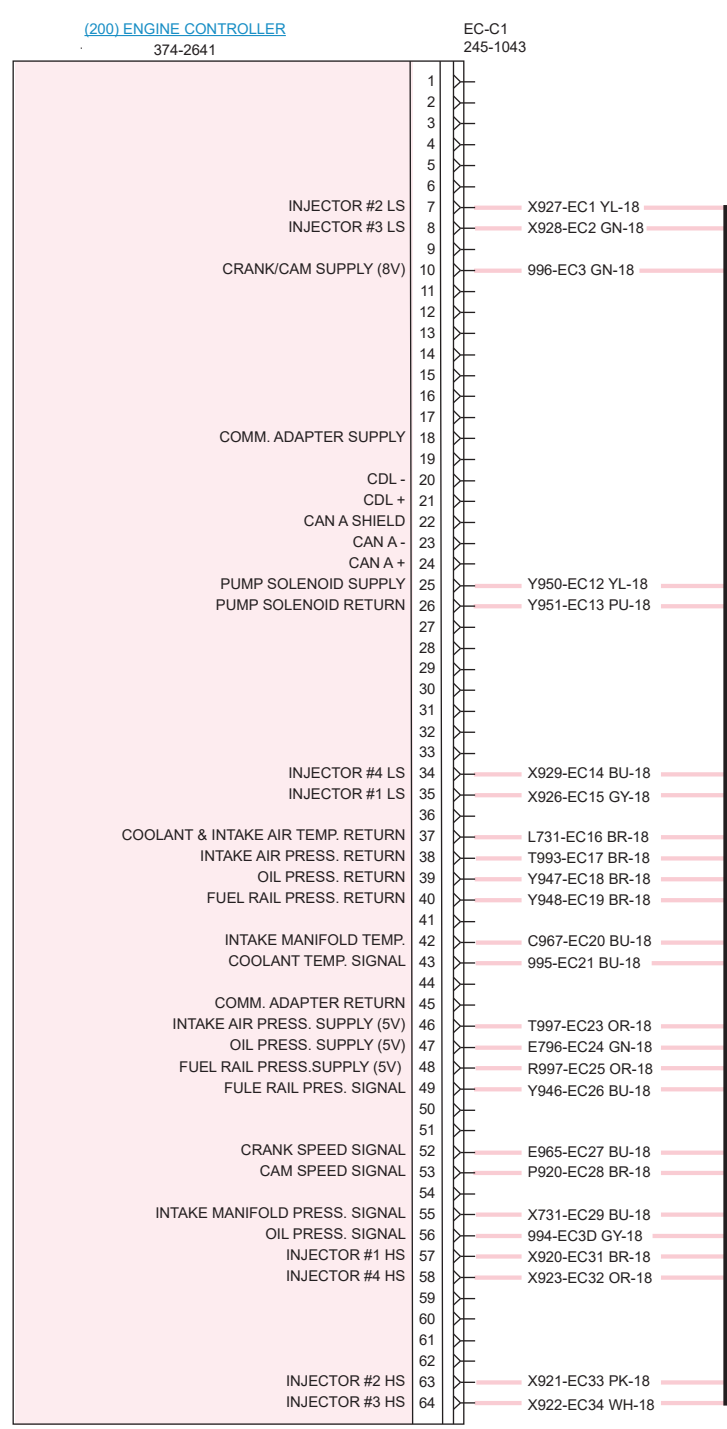 (200) ENGINE CONTROLLER EC-C1
374-2641 245-1043
1
2
3
4
5
6
INJECTOR #2 LS 7 X927-EC1 YL-18
INJECTOR #3 LS 8 X928-EC2 GN-18
9
CRANK/CAM SUPPLY (8V) 10 996-EC3 GN-18
11
12
13
14
15
16
17
COMM. ADAPTER SUPPLY 18
19
CDL - 20
CDL + 21
CAN A SHIELD 22
CAN A - 23
CAN A + 24
PUMP SOLENOID SUPPLY 25 Y950-EC12 YL-18
PUMP SOLENOID RETURN 26 Y951-EC13 PU-18
27
28
29
30
31
32
33
INJECTOR #4 LS 34 X929-EC14 BU-18
INJECTOR #1 LS 35 X926-EC15 GY-18
36
COOLANT & INTAKE AIR TEMP. RETURN 37 L731-EC16 BR-18
INTAKE AIR PRESS. RETURN 38 T993-EC17 BR-18
OIL PRESS. RETURN 39 Y947-EC18 BR-18
FUEL RAIL PRESS. RETURN 40 Y948-EC19 BR-18
41
INTAKE MANIFOLD TEMP. 42 C967-EC20 BU-18
COOLANT TEMP. SIGNAL 43 995-EC21 BU-18
44
COMM. ADAPTER RETURN 45
INTAKE AIR PRESS. SUPPLY (5V) 46 T997-EC23 OR-18
OIL PRESS. SUPPLY (5V) 47 E796-EC24 GN-18
FUEL RAIL PRESS.SUPPLY (5V) 48 R997-EC25 OR-18
FULE RAIL PRES. SIGNAL 49 Y946-EC26 BU-18
50
51
CRANK SPEED SIGNAL 52 E965-EC27 BU-18
CAM SPEED SIGNAL 53 P920-EC28 BR-18
54
INTAKE MANIFOLD PRESS. SIGNAL 55 X731-EC29 BU-18
OIL PRESS. SIGNAL 56 994-EC3D GY-18
INJECTOR #1 HS 57 X920-EC31 BR-18
INJECTOR #4 HS 58 X923-EC32 OR-18
59
60
61
62
INJECTOR #2 HS 63 X921-EC33 PK-18
INJECTOR #3 HS 64 X922-EC34 WH-18